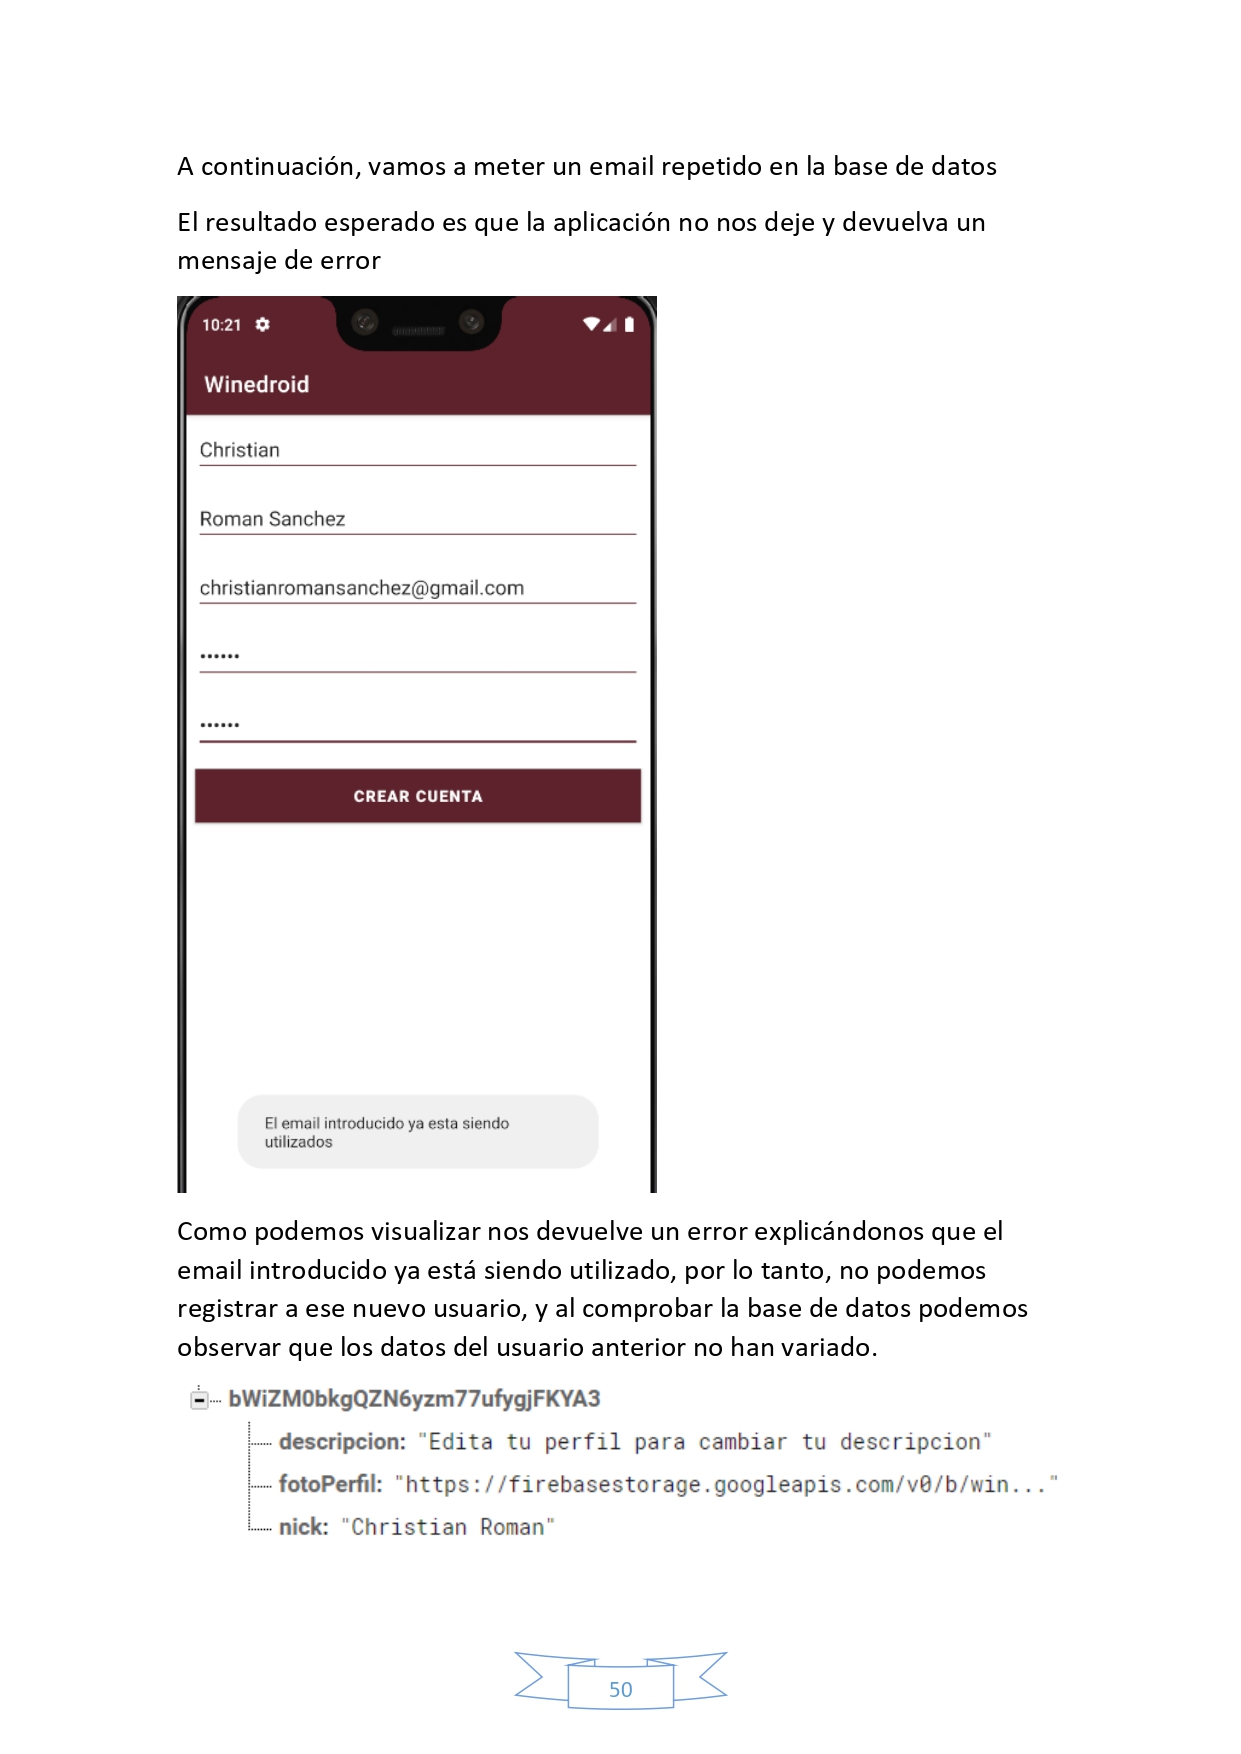 A continuación, vamos a meter un email repetido en la base de datos
El resultado esperado es que la aplicación no nos deje y devuelva un
mensaje de error
10:21
Winedroid
Christian
Roman Sanchez
christianromansanchez@gmail.com
••••••
••••••
CREAR CUENTA
El email introducido ya esta siendo
utilizados
Como podemos visualizar nos devuelve un error explicándonos que el
email introducido ya está siendo utilizado, por lo tanto, no podemos
registrar a ese nuevo usuario, y al comprobar la base de datos podemos
observar que los datos del usuario anterior no han variado.
bWiZM0bkgQZN6yzm77ufygjFKYA3
descripcion: "Edita tu perfil para cambiar tu descripcion"
fotoPerfil: "https://firebasestorage.googleapis.com/v0/b/win..."
nick: "Christian Roman"
50